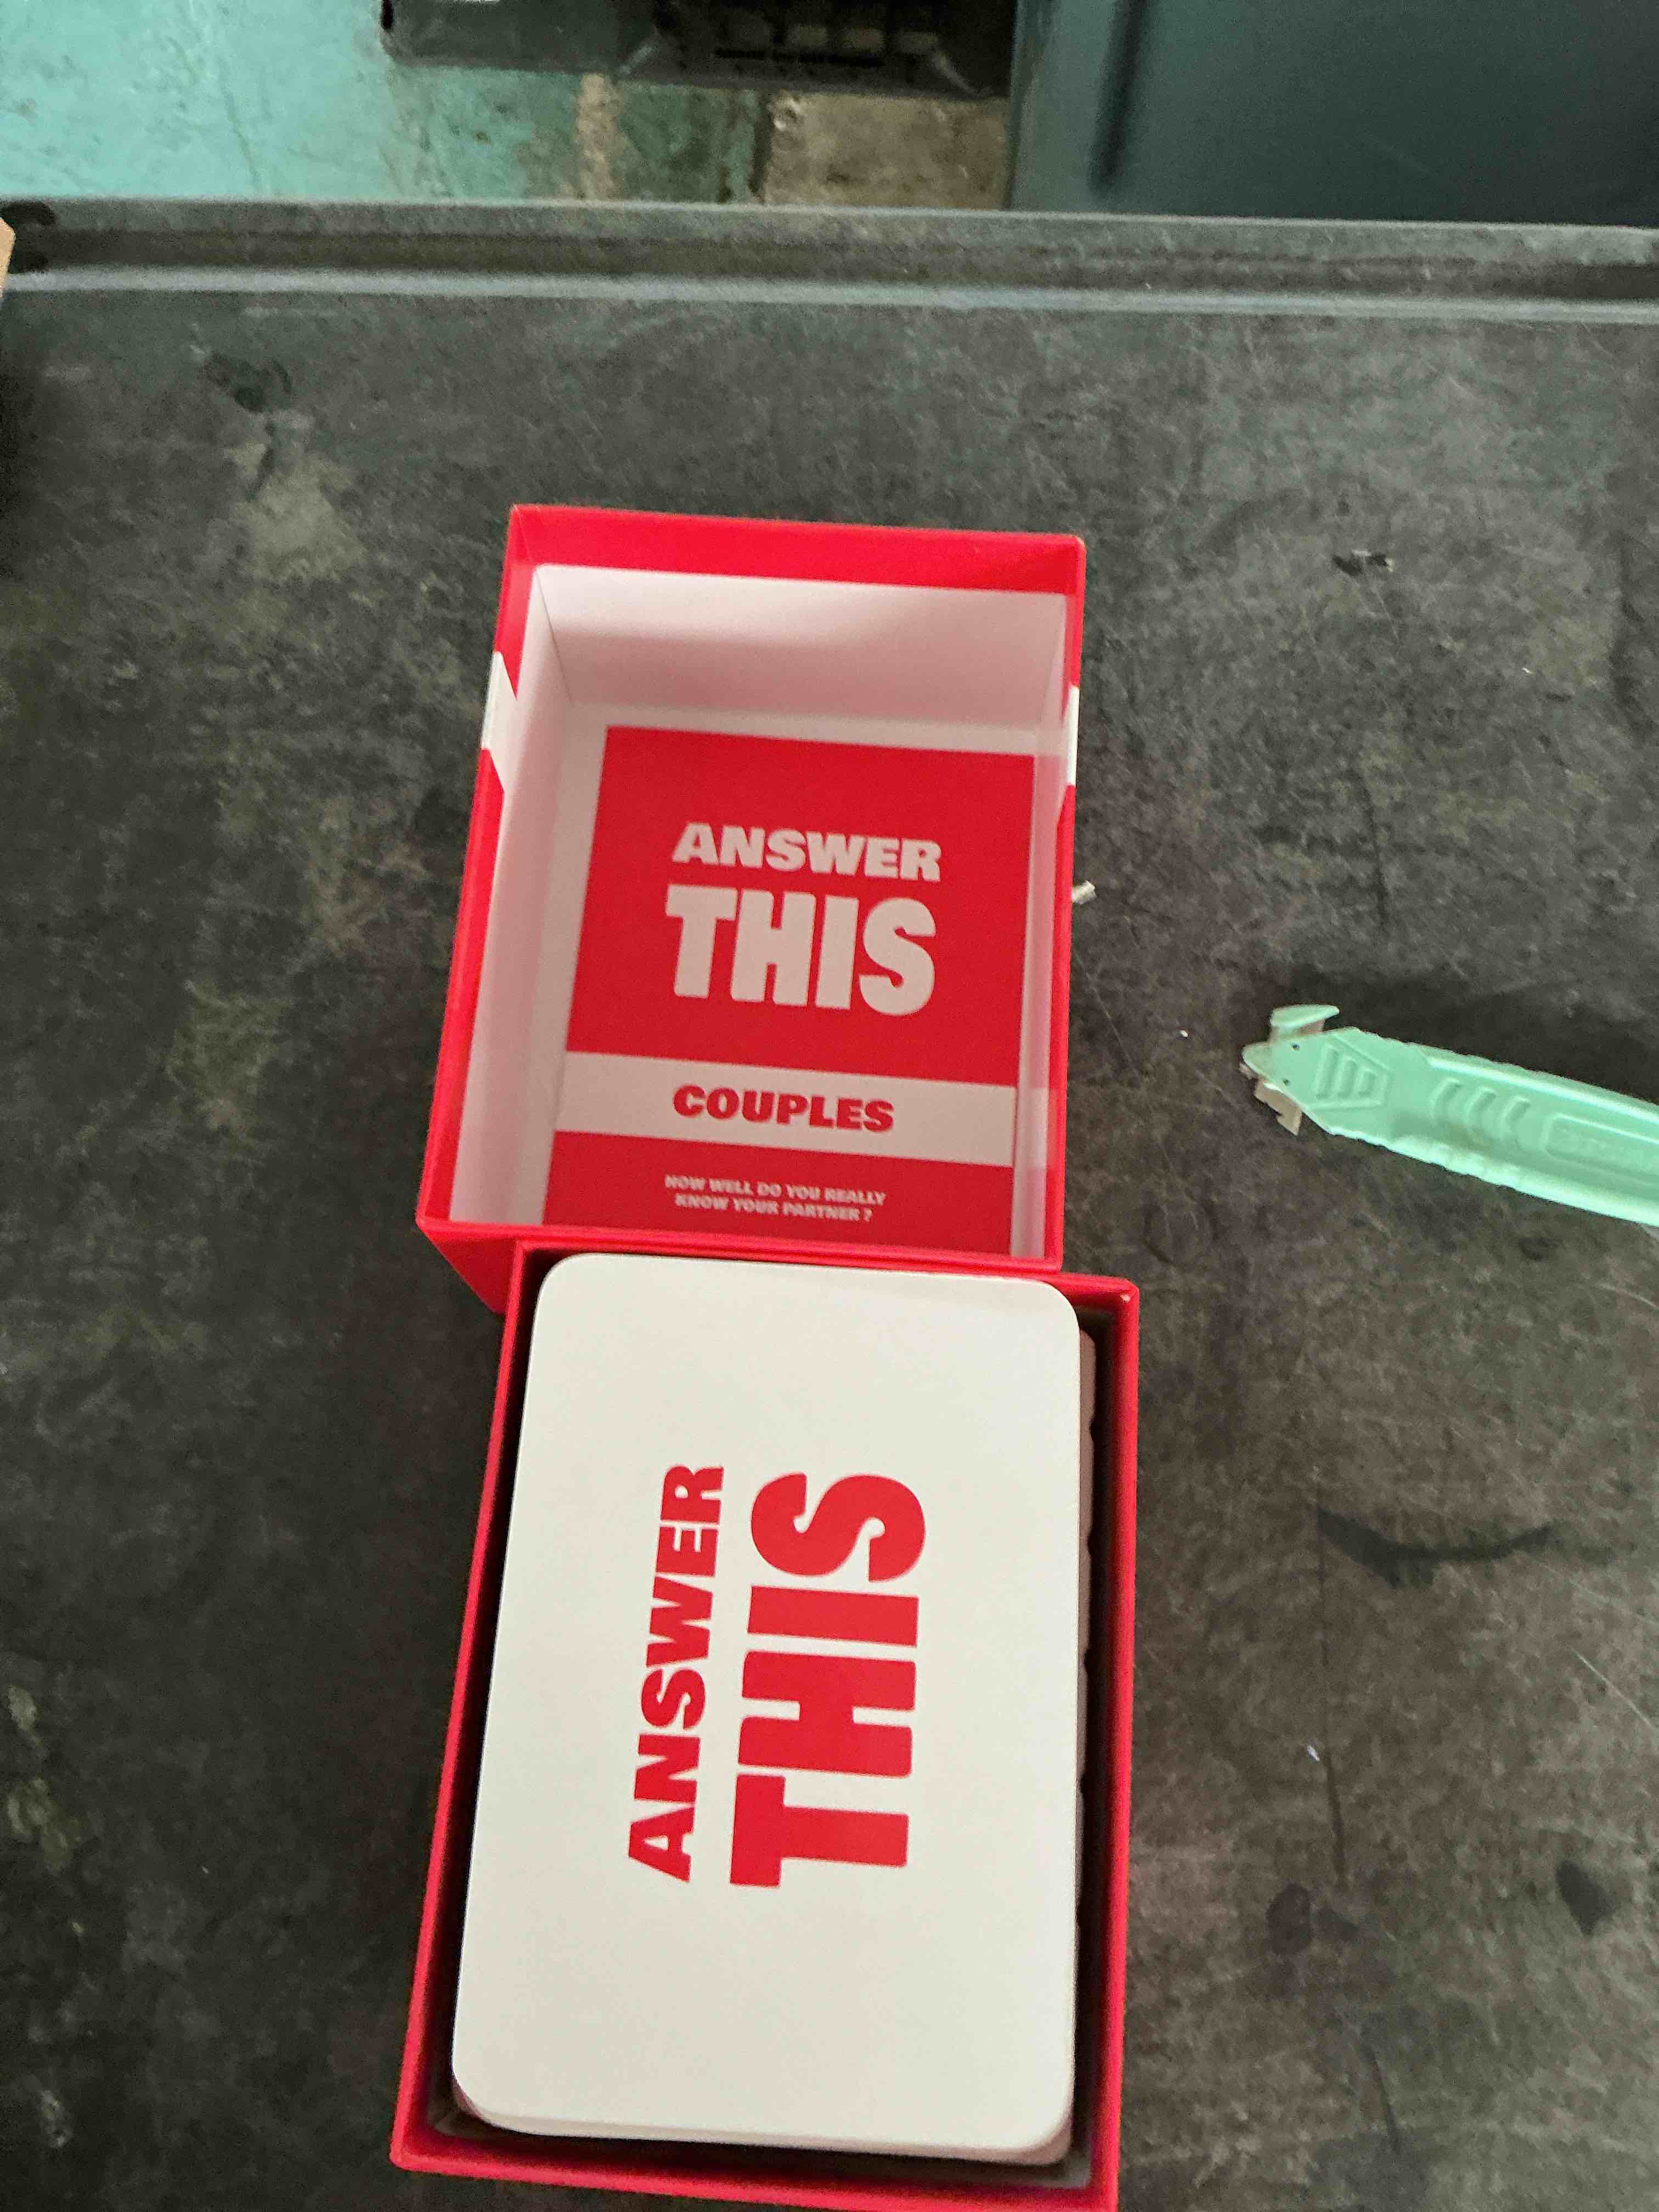 ANSWER
THIS
COUPLES
HOW WELL DO YOU REALLY
KNOW YOUR PARTNER ?
ANSWER
THIS